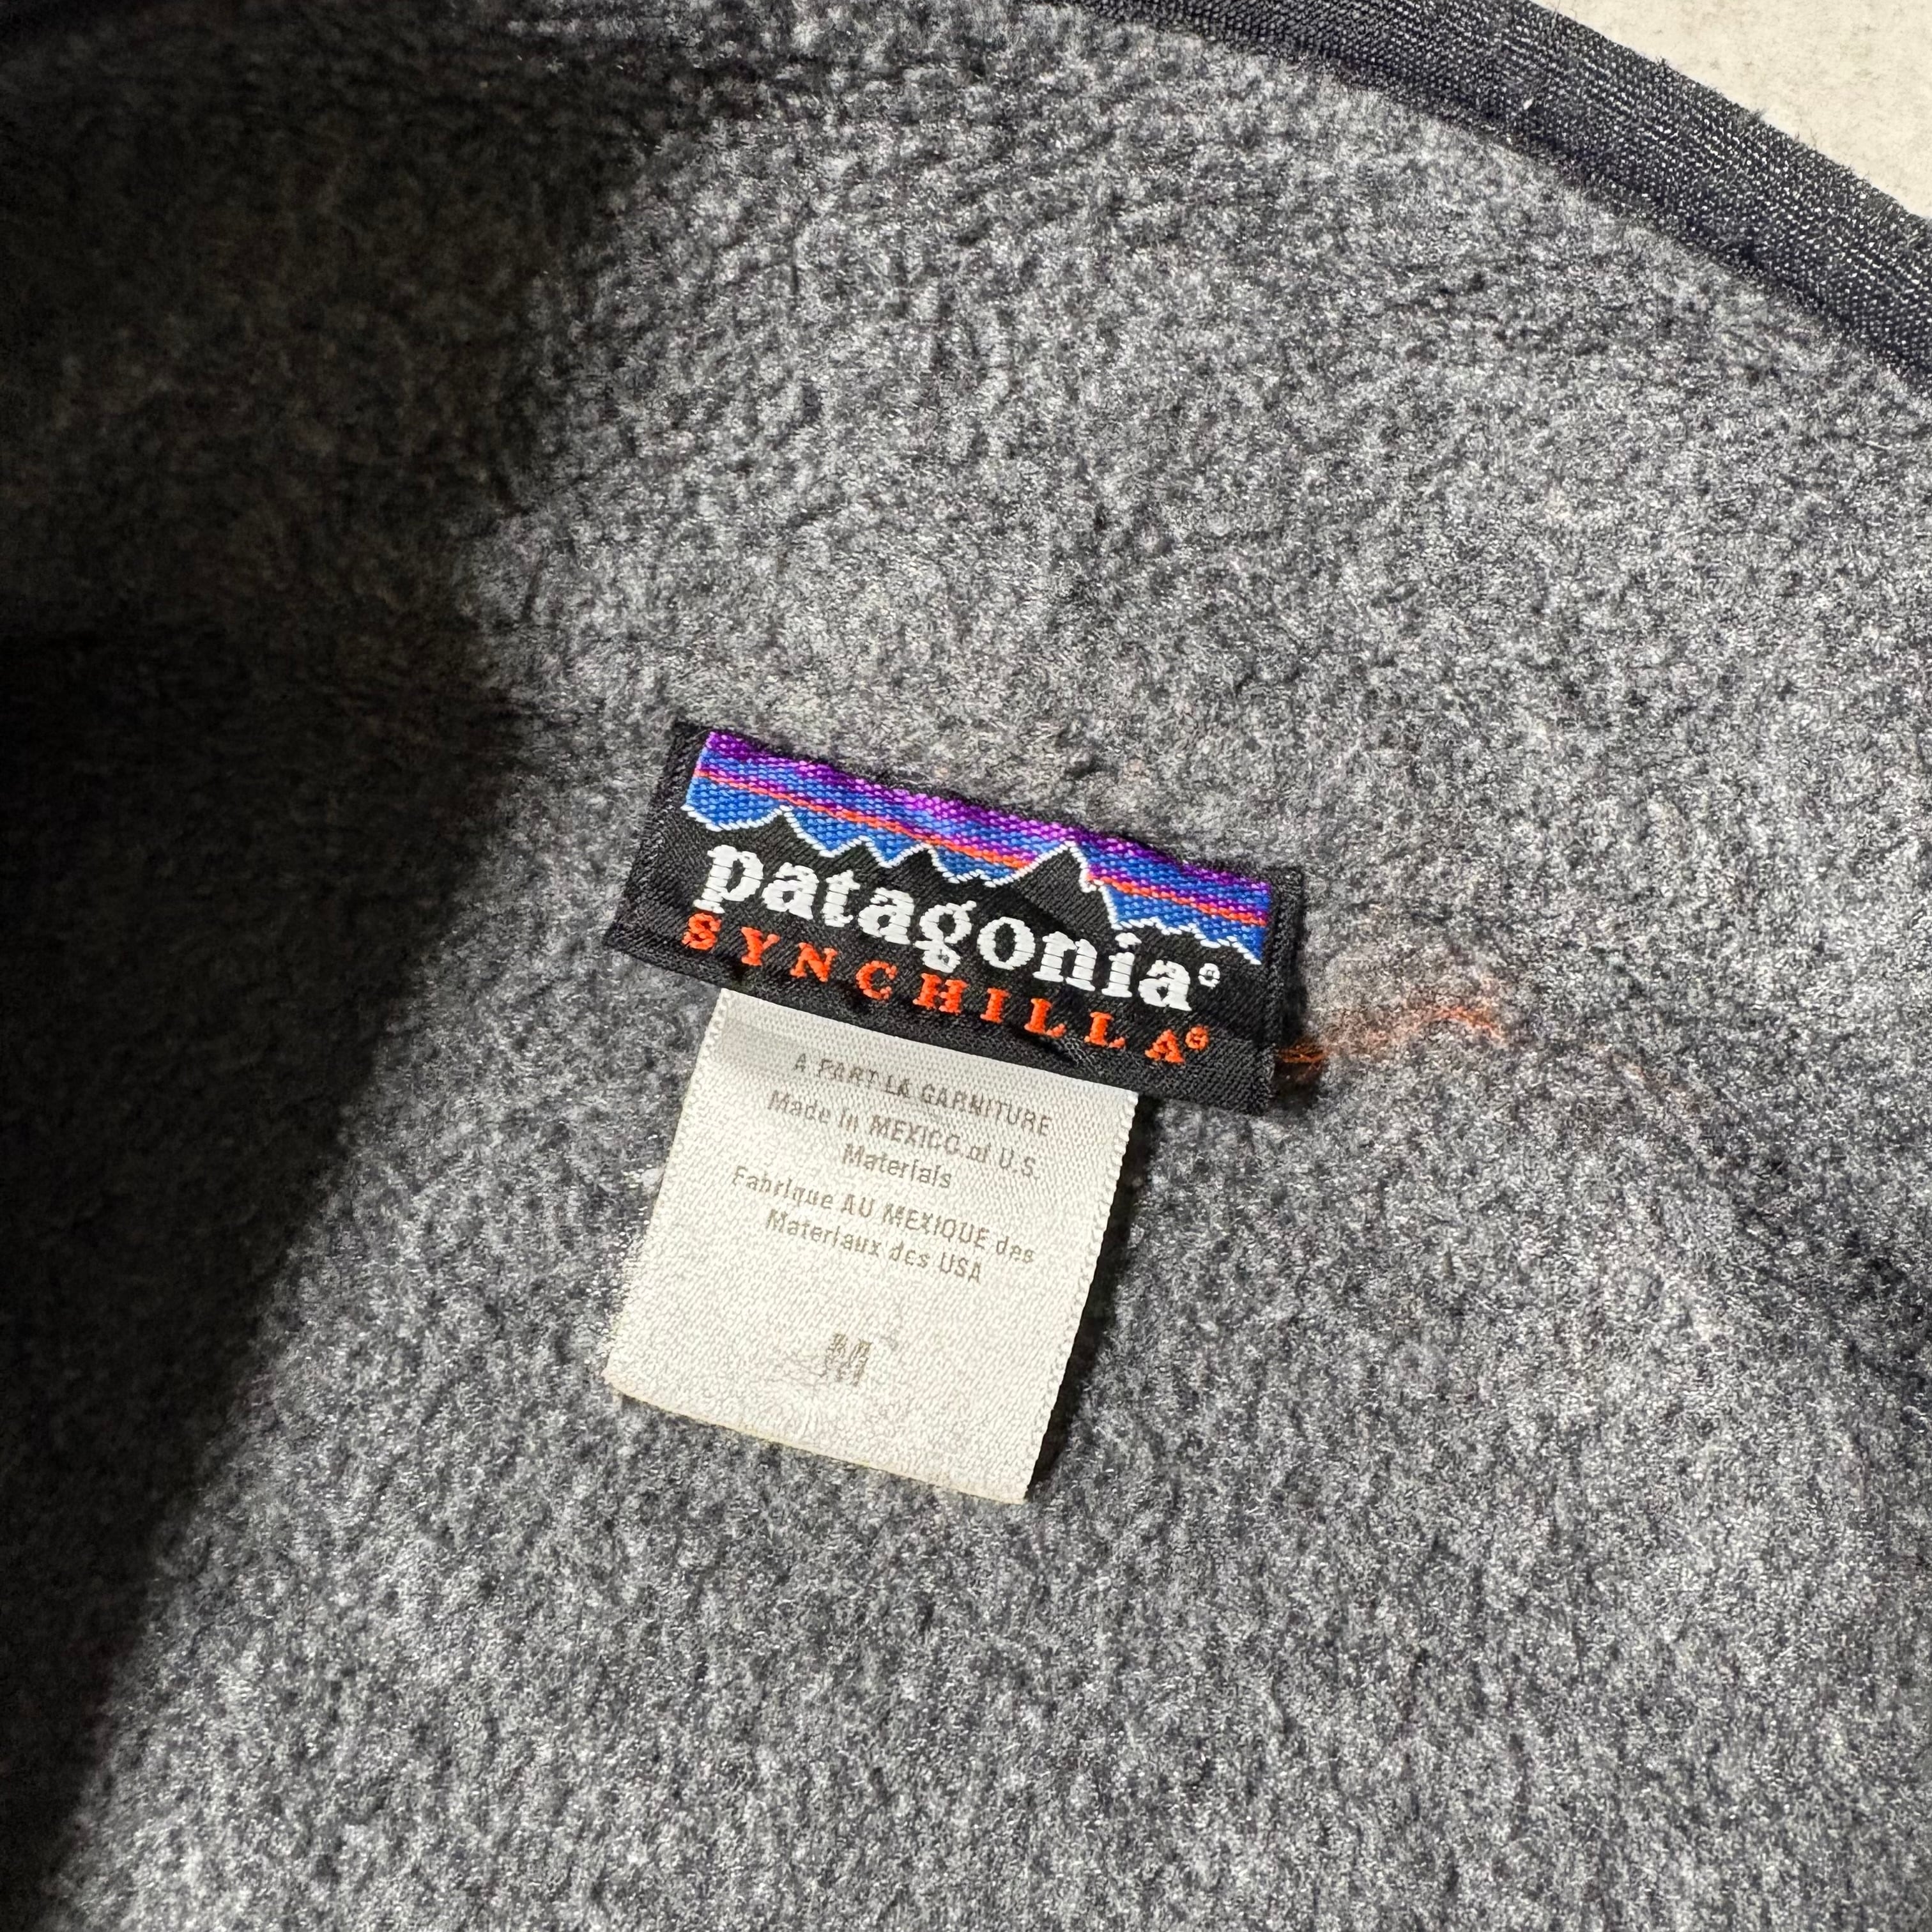 patagonia®
SYNCHILLA®
A PART LA GARNITURE
Made in MEXICO of U.S.
Materials
Fabrique AU MEXIQUE des
Materiaux des USA
M